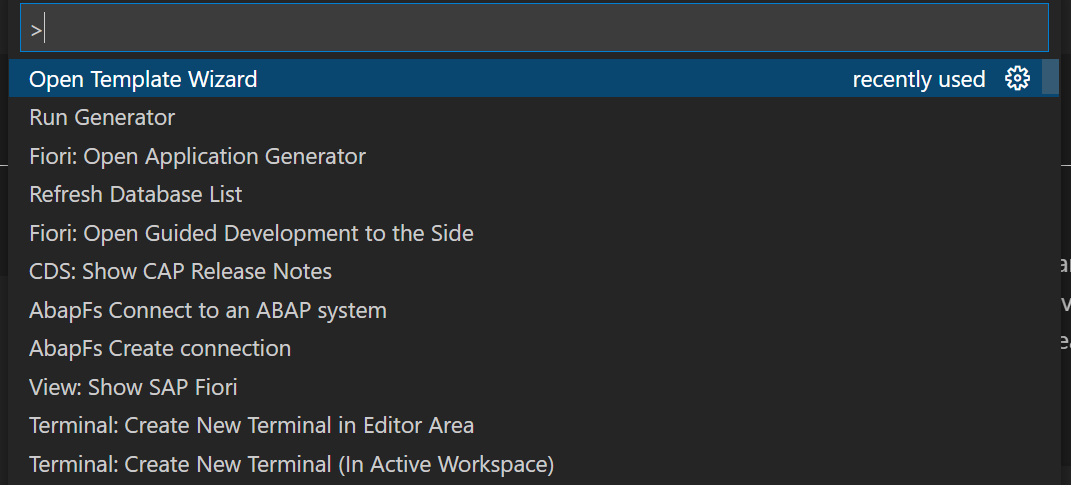 >
Open Template Wizard recently used
Run Generator
Fiori: Open Application Generator
Refresh Database List
Fiori: Open Guided Development to the Side
CDS: Show CAP Release Notes
AbapFs Connect to an ABAP system
AbapFs Create connection
View: Show SAP Fiori
Terminal: Create New Terminal in Editor Area
Terminal: Create New Terminal (In Active Workspace)